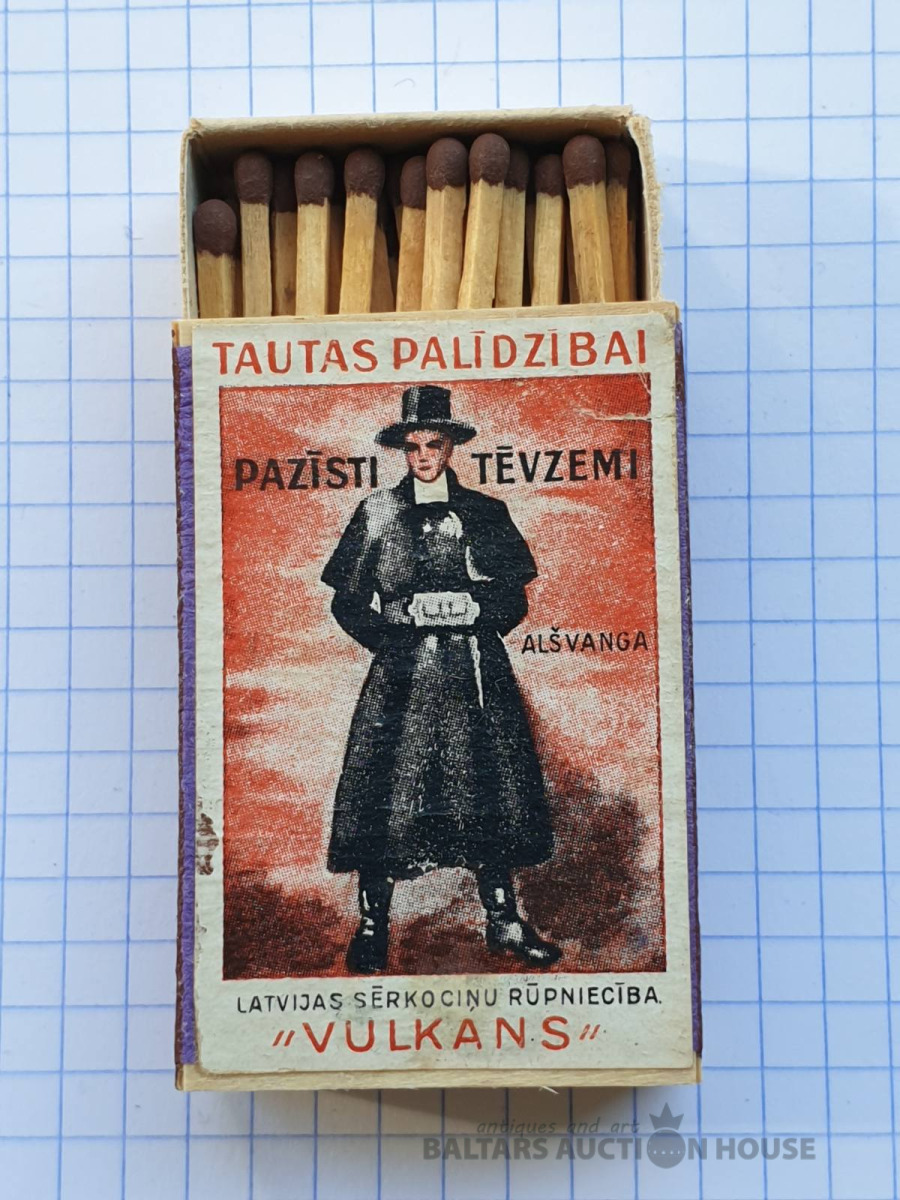 TAUTAS PALĪDZĪBAI
PAZĪSTI TĒVZEMI
ALŠVANGA
LATVIJAS SĒRKOCIŅU RŪPNIECĪBA.
"VULKANS"
antiques and art
BALTARS AUCTION HOUSE